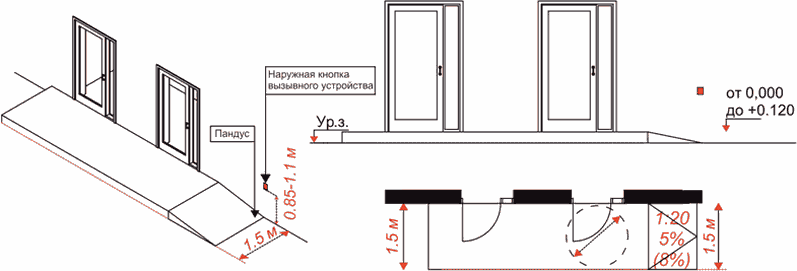 Наружная кнопка
вызывного устройства
Пандус
0.85-1.1 м
1.5 м
Ур.з.
от 0,000
до +0.120
1.5 м
1.20
5%
(8%)
1.5 м